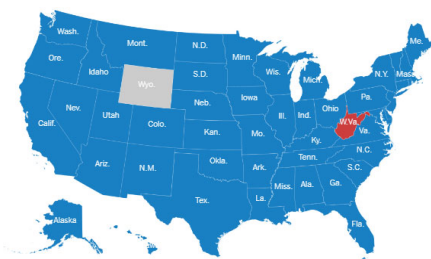 Wash.
Mont.
N.D.
Minn.
Me.
Ore.
Idaho
Wyo.
S.D.
Wis.
Mich.
N.Y.
Mass.
Nev.
Utah
Colo.
Neb.
Iowa
Ill.
Ind.
Ohio
Pa.
Calif.
Kan.
Mo.
Ky.
W.Va.
Va.
Ariz.
N.M.
Okla.
Ark.
Tenn.
N.C.
S.C.
Tex.
La.
Miss.
Ala.
Ga.
Fla.
Alaska